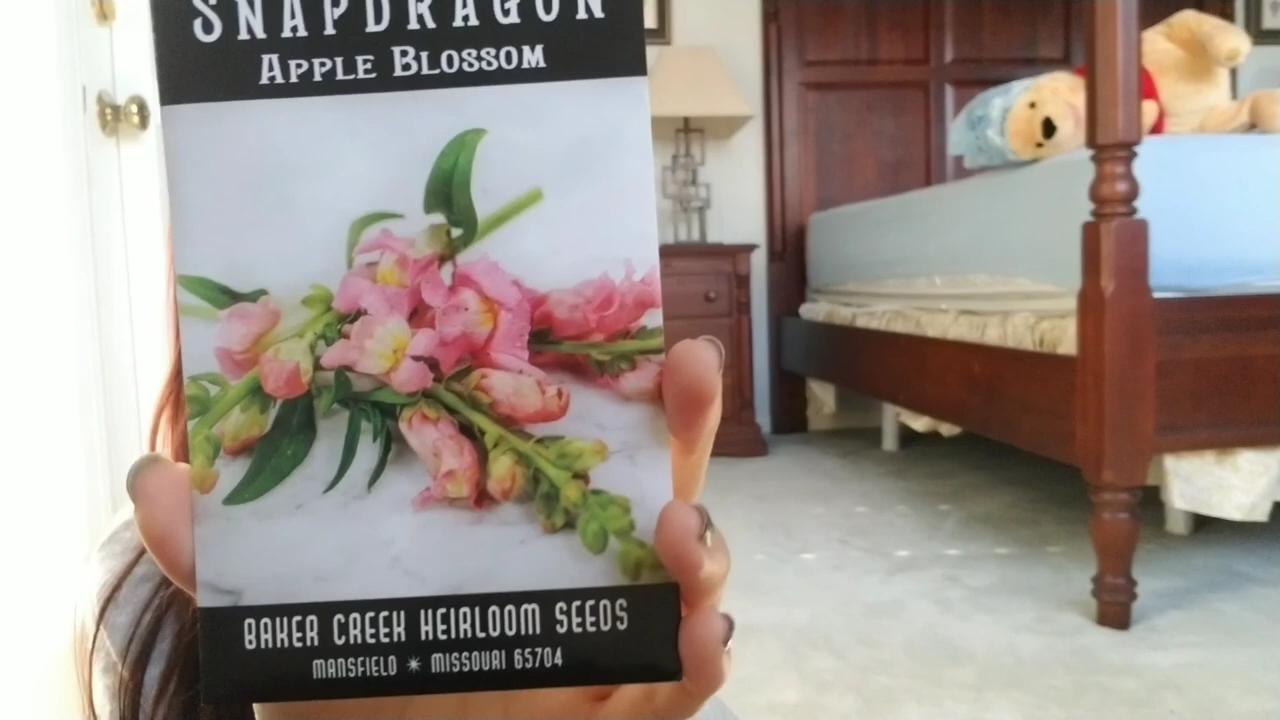 SNAPDRAGON
APPLE BLOSSOM
BAKER CREEK HEIRLOOM SEEDS
MANSFIELD ✴ MISSOURI 65704